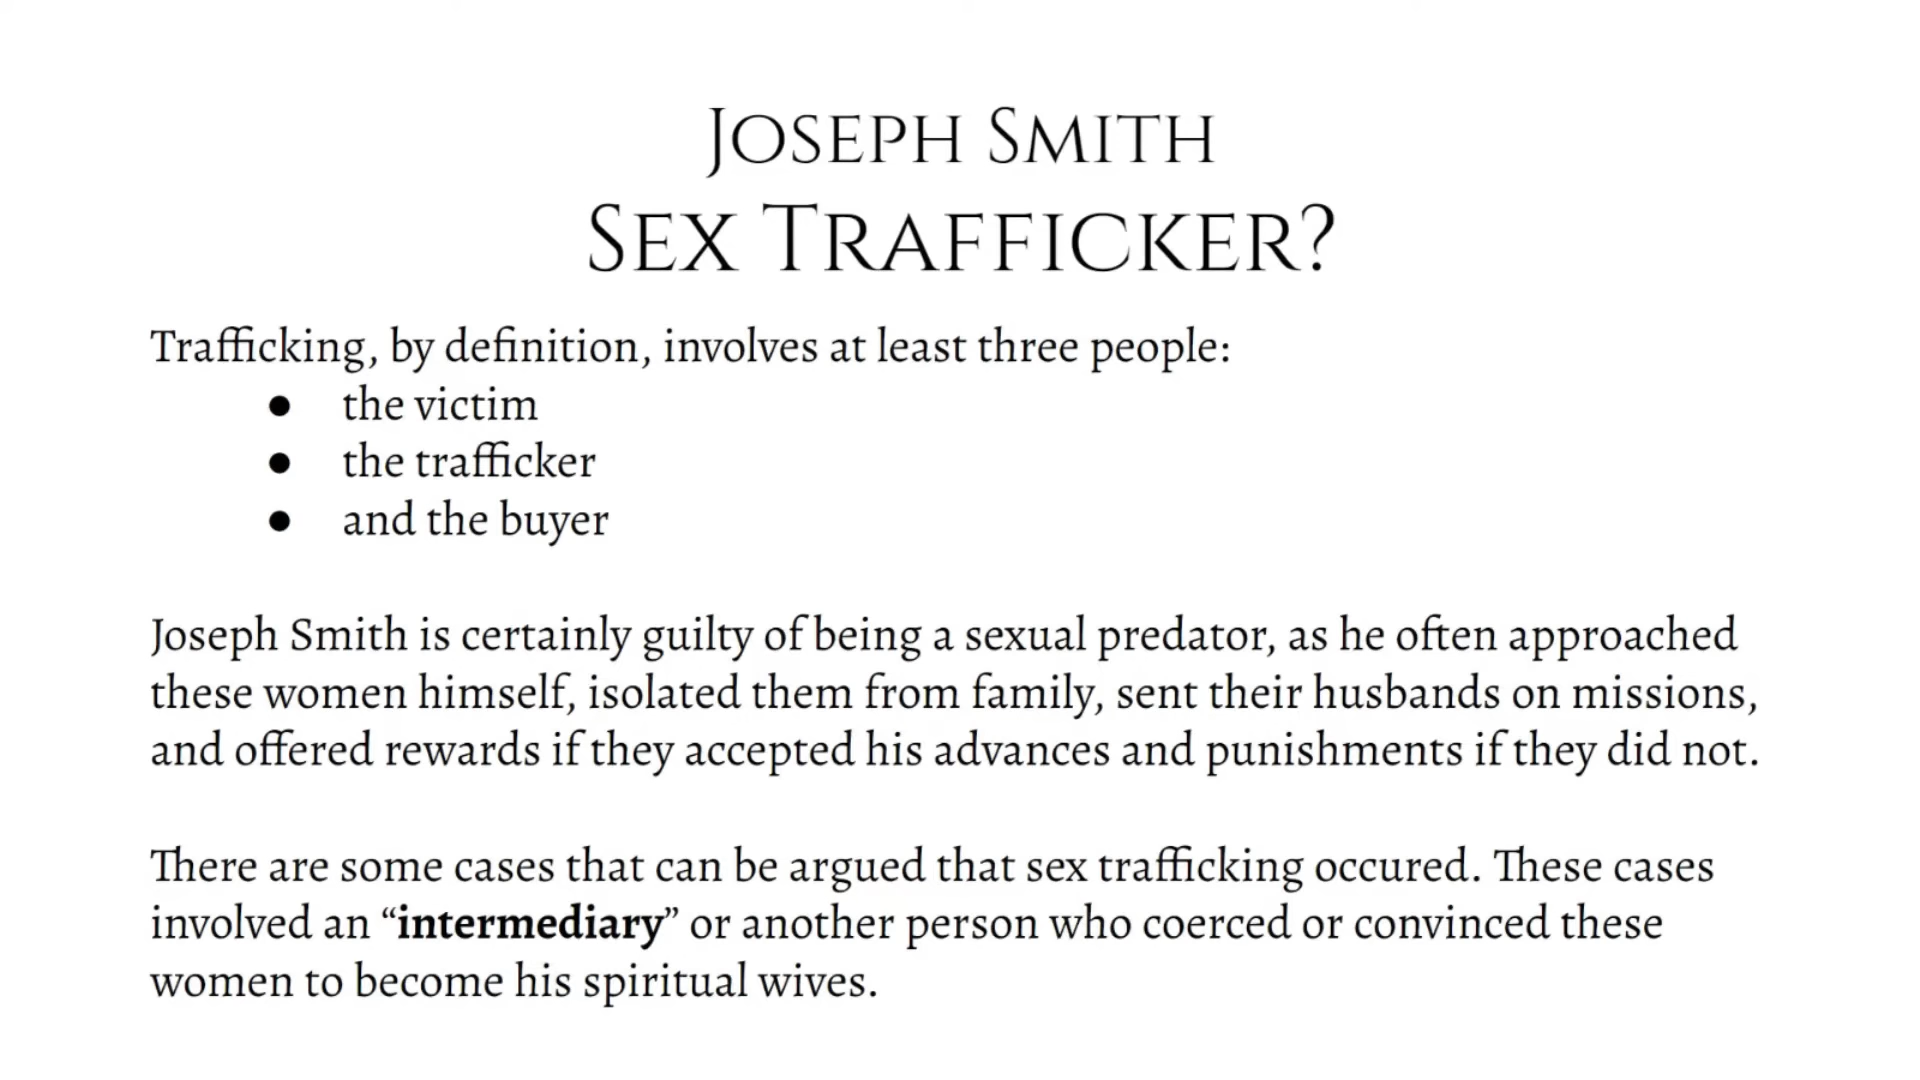 Joseph Smith
Sex Trafficker?
Trafficking, by definition, involves at least three people:
● the victim
● the trafficker
● and the buyer
Joseph Smith is certainly guilty of being a sexual predator, as he often approached
these women himself, isolated them from family, sent their husbands on missions,
and offered rewards if they accepted his advances and punishments if they did not.
There are some cases that can be argued that sex trafficking occured. These cases
involved an “intermediary” or another person who coerced or convinced these
women to become his spiritual wives.